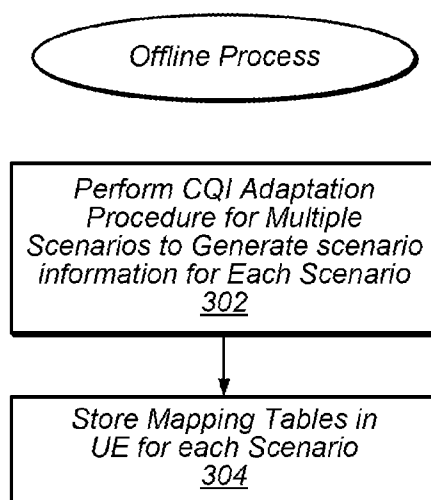 Offline Process
Perform CQI Adaptation
Procedure for Multiple
Scenarios to Generate scenario
information for Each Scenario
302
Store Mapping Tables in
UE for each Scenario
304